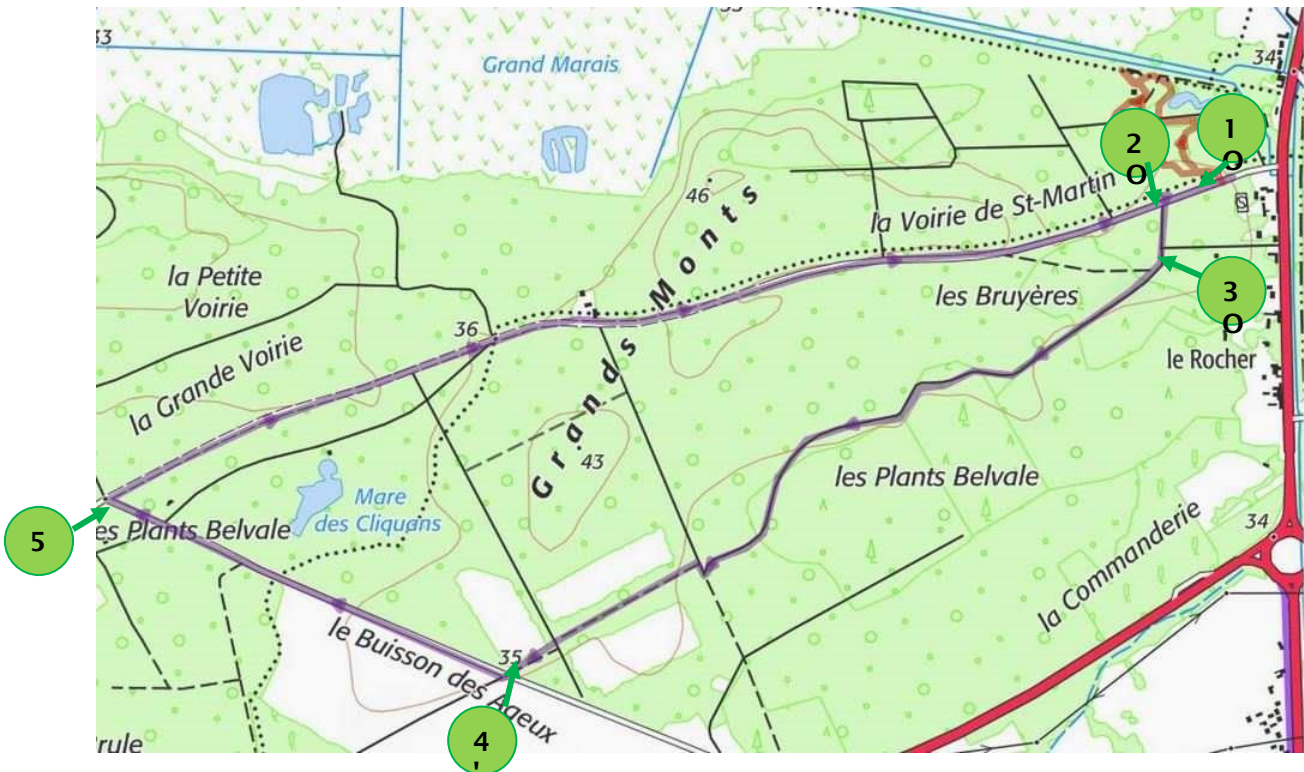 33
Grand Marais
34
1
O
2
O
46
la Voirie de St-Martin
la Petite
Voirie
les Bruyères
3
O
36
la Grande Voirie
le Rocher
Grands Monts
43
les Plants Belvale
Mare
des Cliquans
5
es Plants Belvale
34
la Commanderie
35
le Buisson des Ageux
4
'
rule